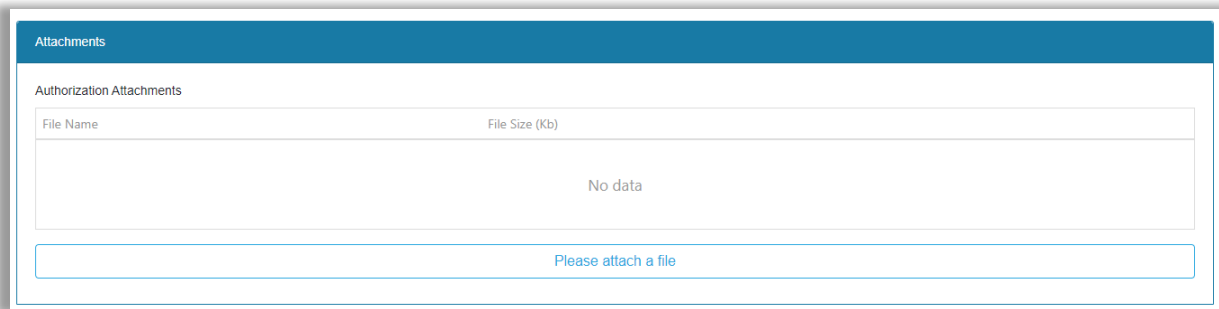 Attachments
Authorization Attachments
File Name File Size (Kb)
No data
Please attach a file